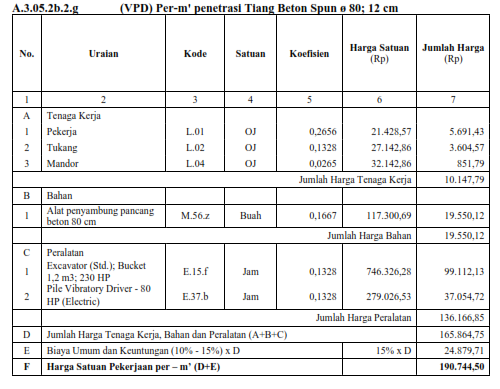 A.3.05.2b.2.g (VPD) Per-m' penetrasi Tiang Beton Spun ø 80; 12 cm
No. Uraian Kode Satuan Koefisien Harga Satuan (Rp) Jumlah Harga (Rp)
1 2 3 4 5 6 7
A Tenaga Kerja
1 Pekerja L.01 OJ 0,2656 21.428,57 5.691,43
2 Tukang L.02 OJ 0,1328 27.142,86 3.604,57
3 Mandor L.04 OJ 0,0265 32.142,86 851,79
Jumlah Harga Tenaga Kerja 10.147,79
B Bahan
1 Alat penyambung pancang beton 80 cm M.56.z Buah 0,1667 117.300,69 19.550,12
Jumlah Harga Bahan 19.550,12
C Peralatan
1 Excavator (Std.); Bucket 1,2 m3; 230 HP E.15.f Jam 0,1328 746.326,28 99.112,13
2 Pile Vibratory Driver - 80 HP (Electric) E.37.b Jam 0,1328 279.026,53 37.054,72
Jumlah Harga Peralatan 136.166,85
D Jumlah Harga Tenaga Kerja, Bahan dan Peralatan (A+B+C) 165.864,75
E Biaya Umum dan Keuntungan (10% - 15%) x D 15% x D 24.879,71
F Harga Satuan Pekerjaan per – m' (D+E) 190.744,50